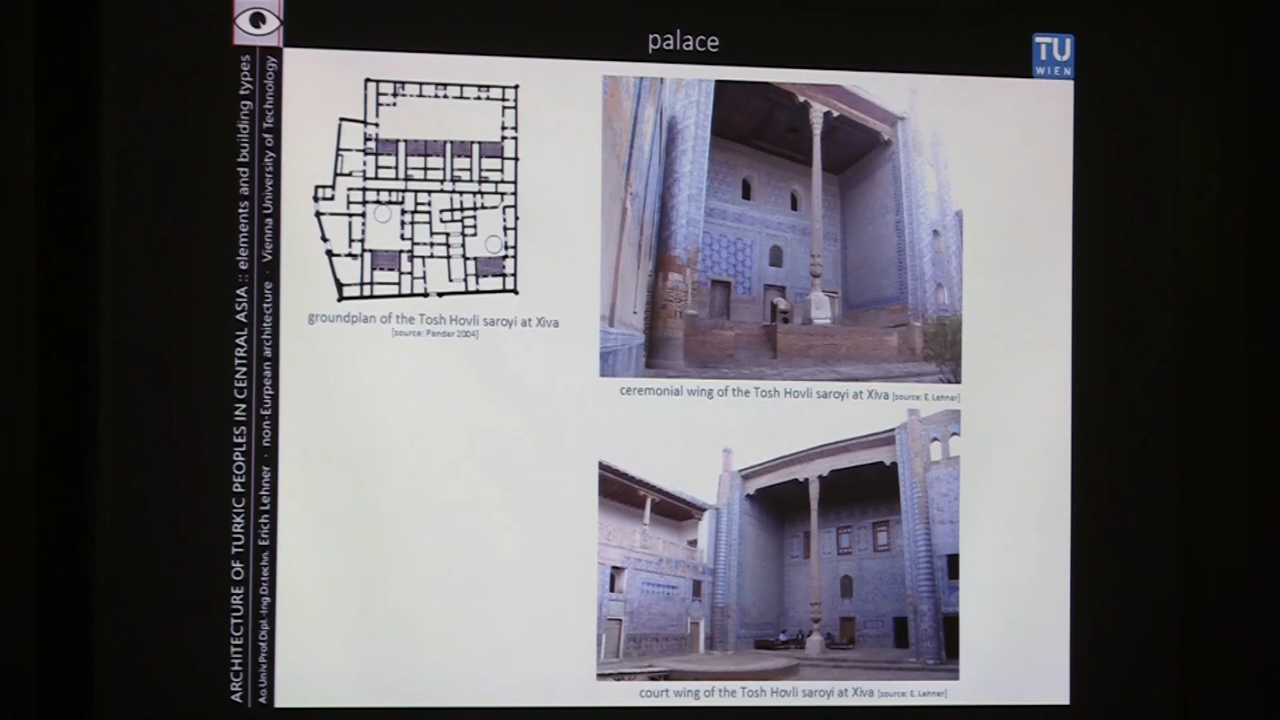 palace
TU
WIEN
ARCHITECTURE OF TURKIC PEOPLES IN CENTRAL ASIA :: elements and building types
Ao.Univ.Prof.Dipl.-Ing Dr.techn. Erich Lehner · non-Eurpean architecture · Vienna University of Technology
groundplan of the Tosh Hovli saroyi at Xiva
[source: Pander 2004]
ceremonial wing of the Tosh Hovli saroyi at Xiva [source: E. Lehner]
court wing of the Tosh Hovli saroyi at Xiva [source: E. Lehner]